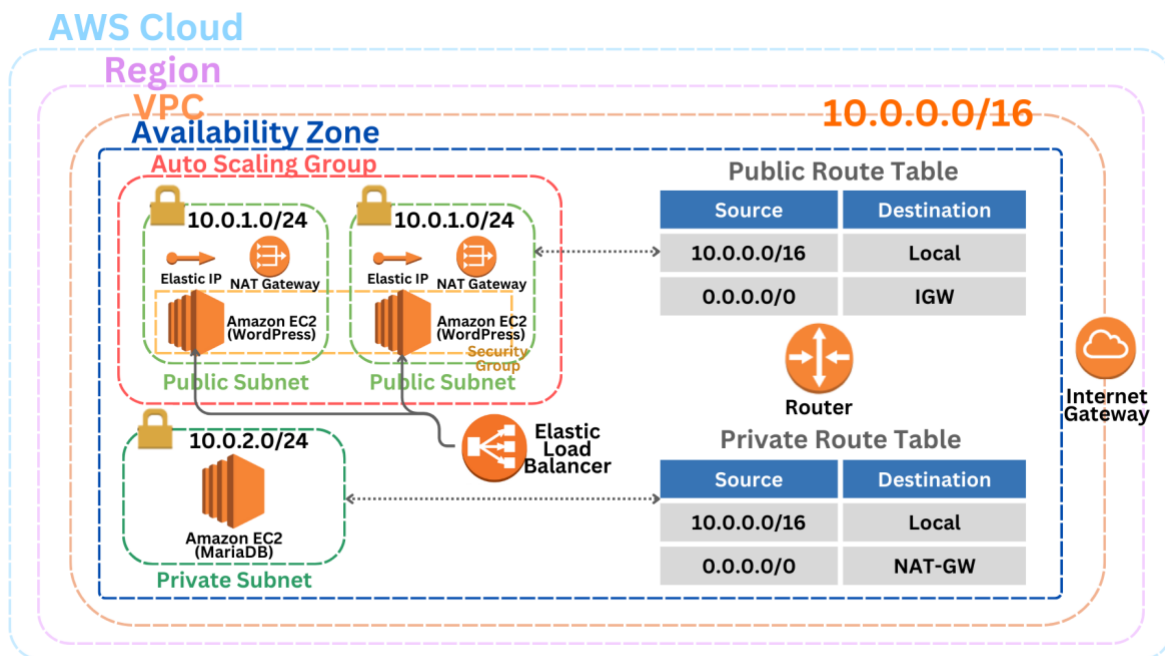 AWS Cloud
Region
VPC
10.0.0.0/16
Availability Zone
Auto Scaling Group
10.0.1.0/24
Elastic IP
NAT Gateway
Amazon EC2
(WordPress)
Public Subnet
10.0.1.0/24
Elastic IP
NAT Gateway
Amazon EC2
(WordPress)
Security
Group
Public Subnet
Public Route Table
Source Destination
10.0.0.0/16 Local
0.0.0.0/0 IGW
Router
Internet
Gateway
Elastic
Load
Balancer
10.0.2.0/24
Amazon EC2
(MariaDB)
Private Subnet
Private Route Table
Source Destination
10.0.0.0/16 Local
0.0.0.0/0 NAT-GW